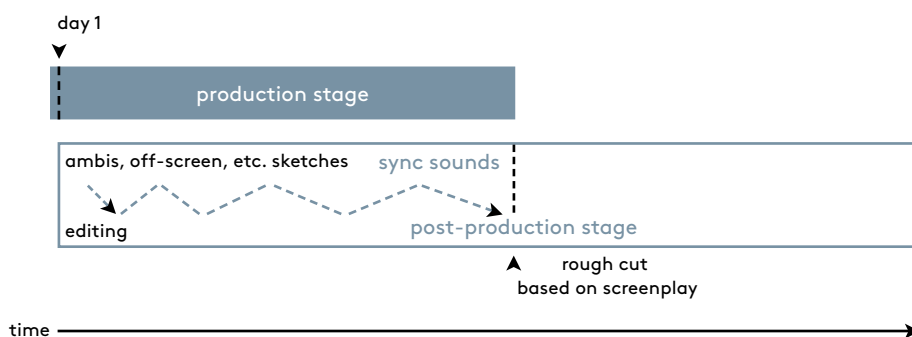 day 1
production stage
ambis, off-screen, etc. sketches
sync sounds
editing
post-production stage
rough cut
based on screenplay
time